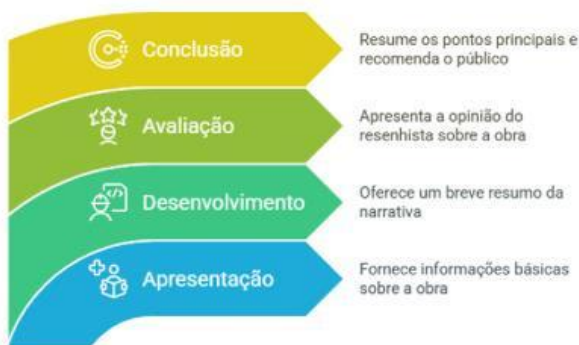 Conclusão
Resume os pontos principais e
recomenda o público
Avaliação
Apresenta a opinião do
resenhista sobre a obra
Desenvolvimento
Oferece um breve resumo da
narrativa
Apresentação
Fornece informações básicas
sobre a obra